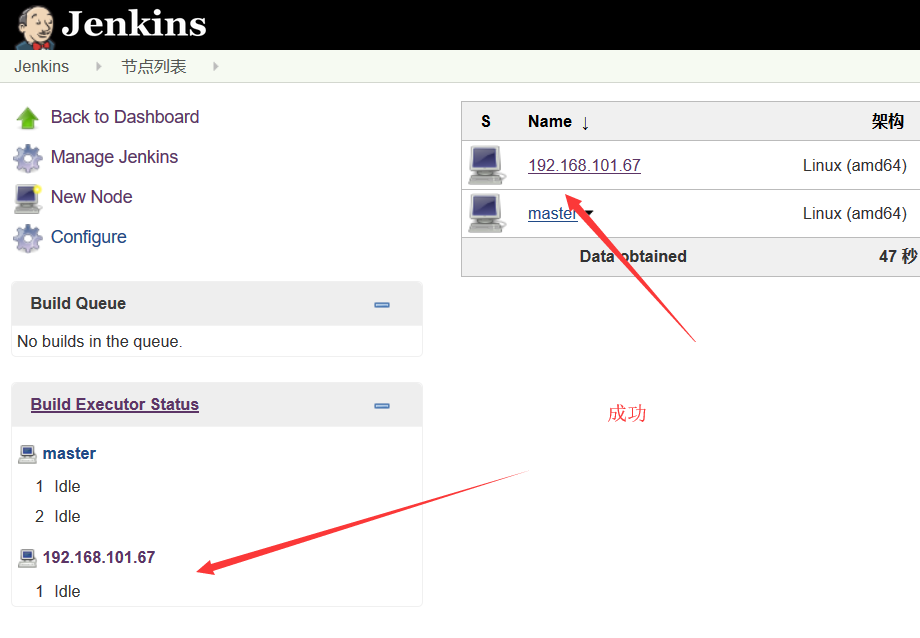 Jenkins
Jenkins 节点列表
Back to Dashboard
Manage Jenkins
New Node
Configure
Build Queue
No builds in the queue.
Build Executor Status
master
1 Idle
2 Idle
192.168.101.67
1 Idle
S Name ↓ 架构
192.168.101.67 Linux (amd64)
master Linux (amd64)
Data obtained 47 秒
成功